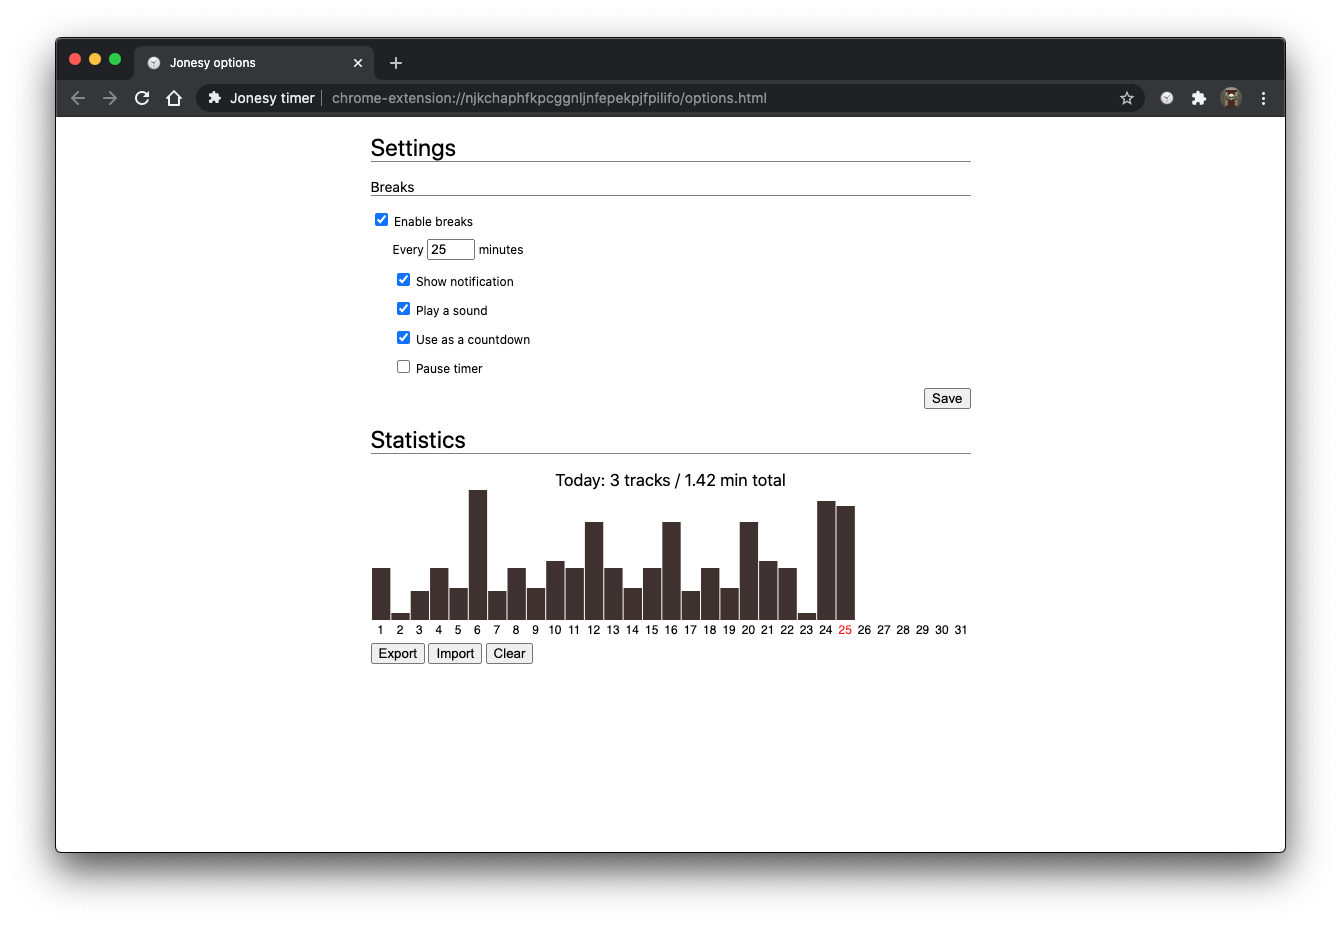 Jonesy options
Jonesy timer chrome-extension://njkchaphfkpcggnljnfepekpjfpilifo/options.html
Settings
Breaks
Enable breaks
Every 25 minutes
Show notification
Play a sound
Use as a countdown
Pause timer
Save
Statistics
Today: 3 tracks / 1.42 min total
1 2 3 4 5 6 7 8 9 10 11 12 13 14 15 16 17 18 19 20 21 22 23 24 25 26 27 28 29 30 31
Export Import Clear